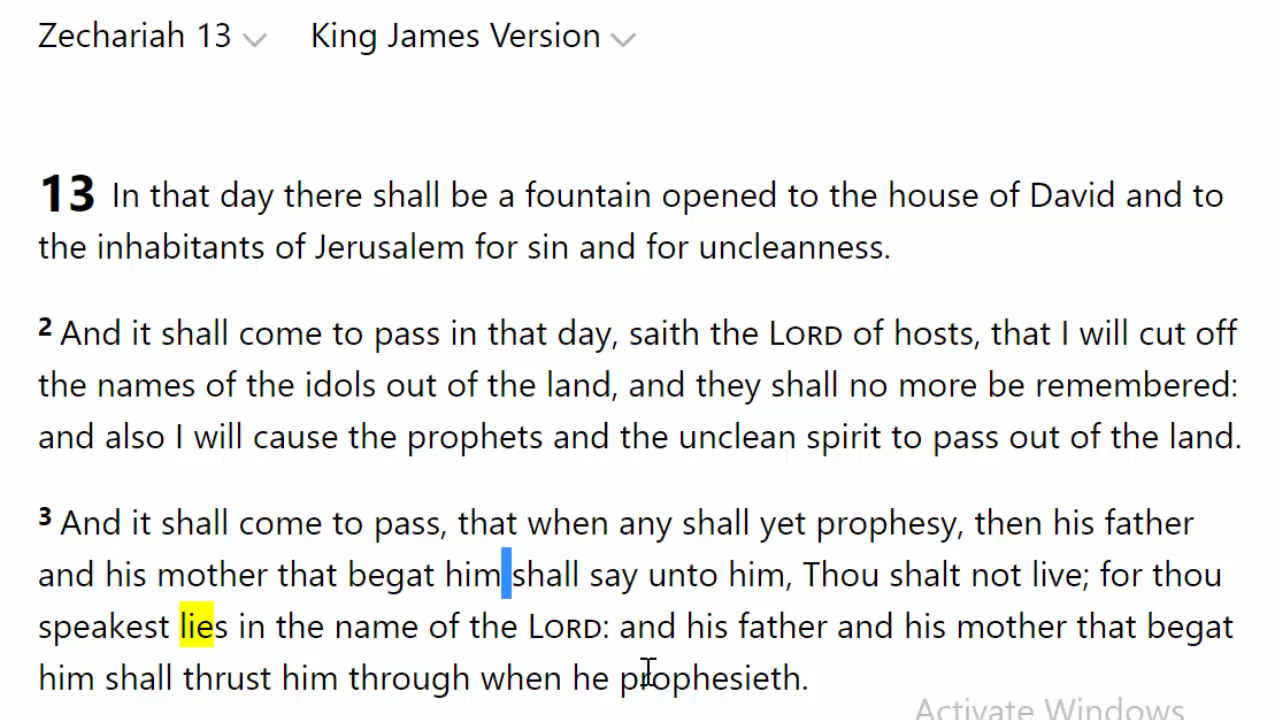 Zechariah 13 King James Version
13 In that day there shall be a fountain opened to the house of David and to
the inhabitants of Jerusalem for sin and for uncleanness.
2 And it shall come to pass in that day, saith the LORD of hosts, that I will cut off
the names of the idols out of the land, and they shall no more be remembered:
and also I will cause the prophets and the unclean spirit to pass out of the land.
3 And it shall come to pass, that when any shall yet prophesy, then his father
and his mother that begat him shall say unto him, Thou shalt not live; for thou
speakest lies in the name of the LORD: and his father and his mother that begat
him shall thrust him through when he prophesieth.
Activate Windows